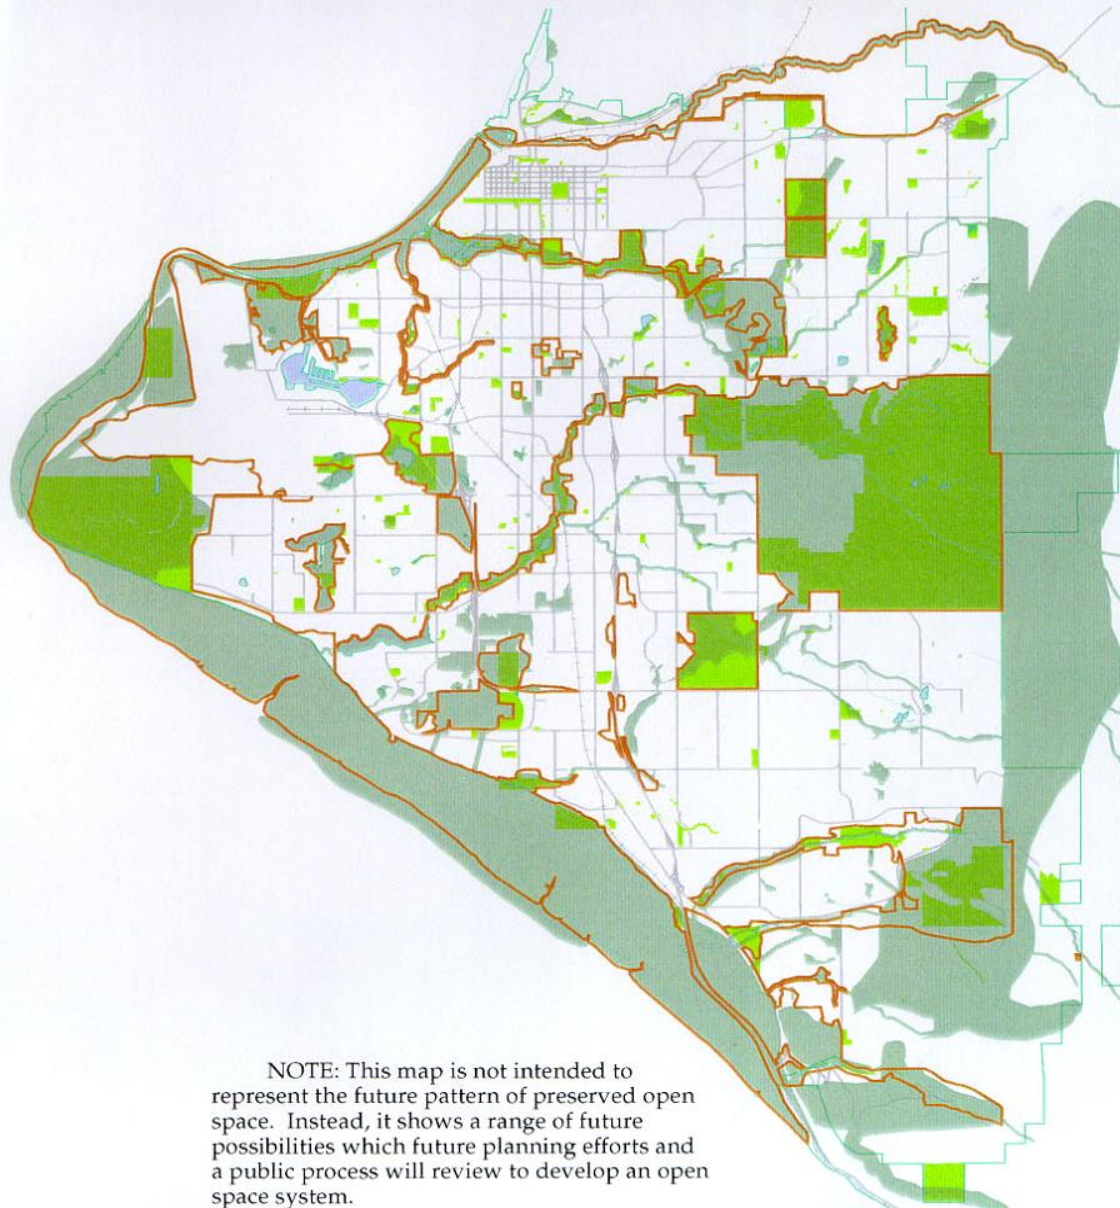 NOTE: This map is not intended to
represent the future pattern of preserved open
space. Instead, it shows a range of future
possibilities which future planning efforts and
a public process will review to develop an open
space system.